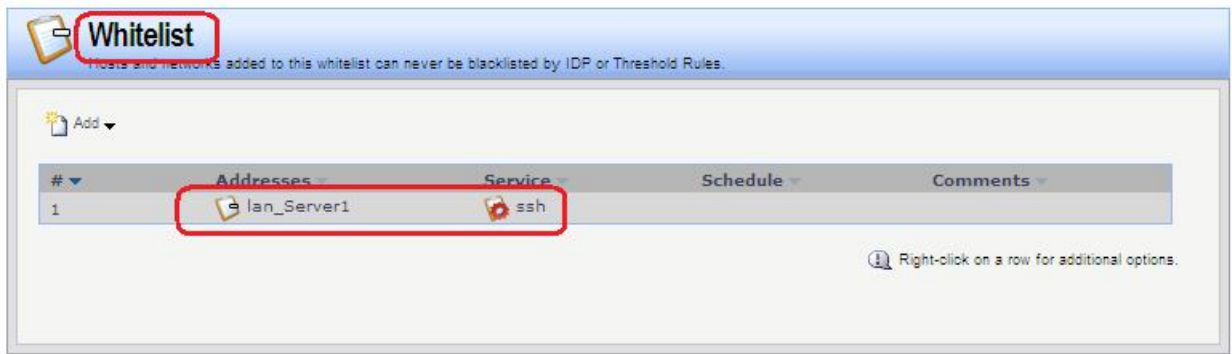 Whitelist
Hosts and networks added to this whitelist can never be blacklisted by IDP or Threshold Rules.
Add
# Addresses Service Schedule Comments
1 lan_Server1 ssh
Right-click on a row for additional options.